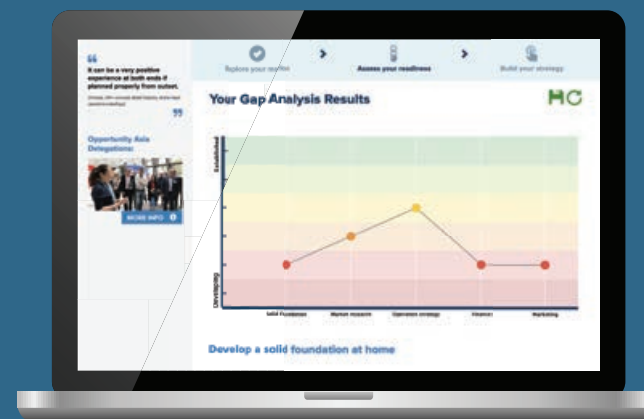 “
It can be a very positive
experience at both ends if
planned properly from outset.
”
Opportunity Asia
Delegations:
MORE INFO
Explore your market
Assess your readiness
Build your strategy
Your Gap Analysis Results
Established
Developing
Solid Foundation
Market research
Operation strategy
Finance
Marketing
Develop a solid foundation at home